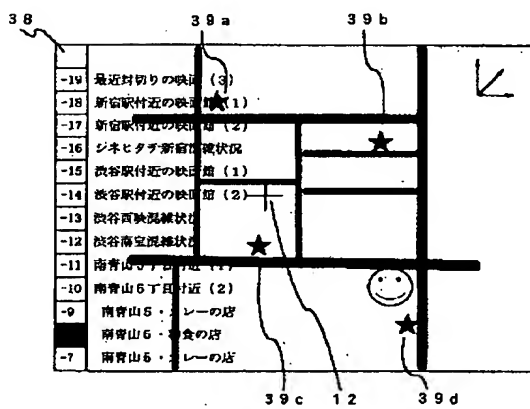 38
39a
39b
-19 最近封切りの映画 (3)
-18 新宿駅付近の映画館 (1)
-17 新宿駅付近の映画館 (2)
-16 シネヒタチ新宿混雑状況
-15 渋谷駅付近の映画館 (1)
-14 渋谷駅付近の映画館 (2)
-13 渋谷西映混雑状況
-12 渋谷南宝混雑状況
-11 南青山 丁目付近 (1)
-10 南青山5丁目付近 (2)
-9 南青山5・カレーの店
南青山5・和食の店
-7 南青山5・カレーの店
39c
12
39d